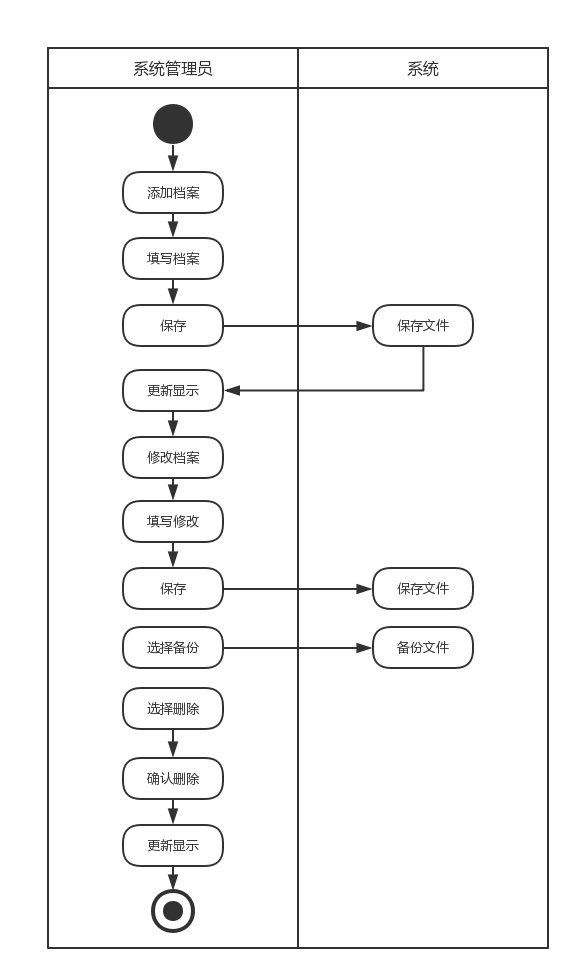 系统管理员
系统
添加档案
填写档案
保存
保存文件
更新显示
修改档案
填写修改
保存
保存文件
选择备份
备份文件
选择删除
确认删除
更新显示